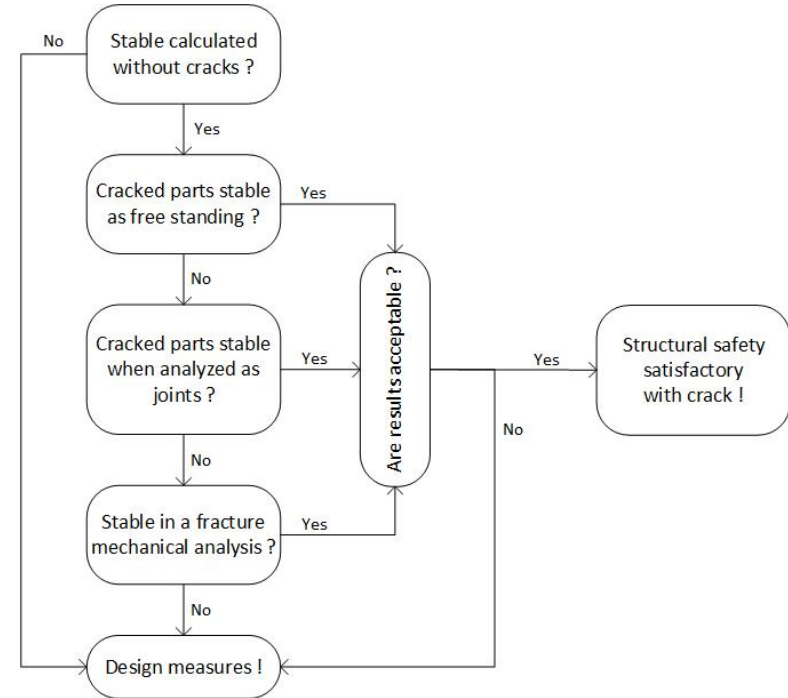 No
Stable calculated
without cracks ?
Yes
Cracked parts stable
as free standing ?
Yes
No
Cracked parts stable
when analyzed as
joints ?
Yes
Are results acceptable ?
Yes
Structural safety
satisfactory
with crack !
No
No
Stable in a fracture
mechanical analysis ?
Yes
No
Design measures !